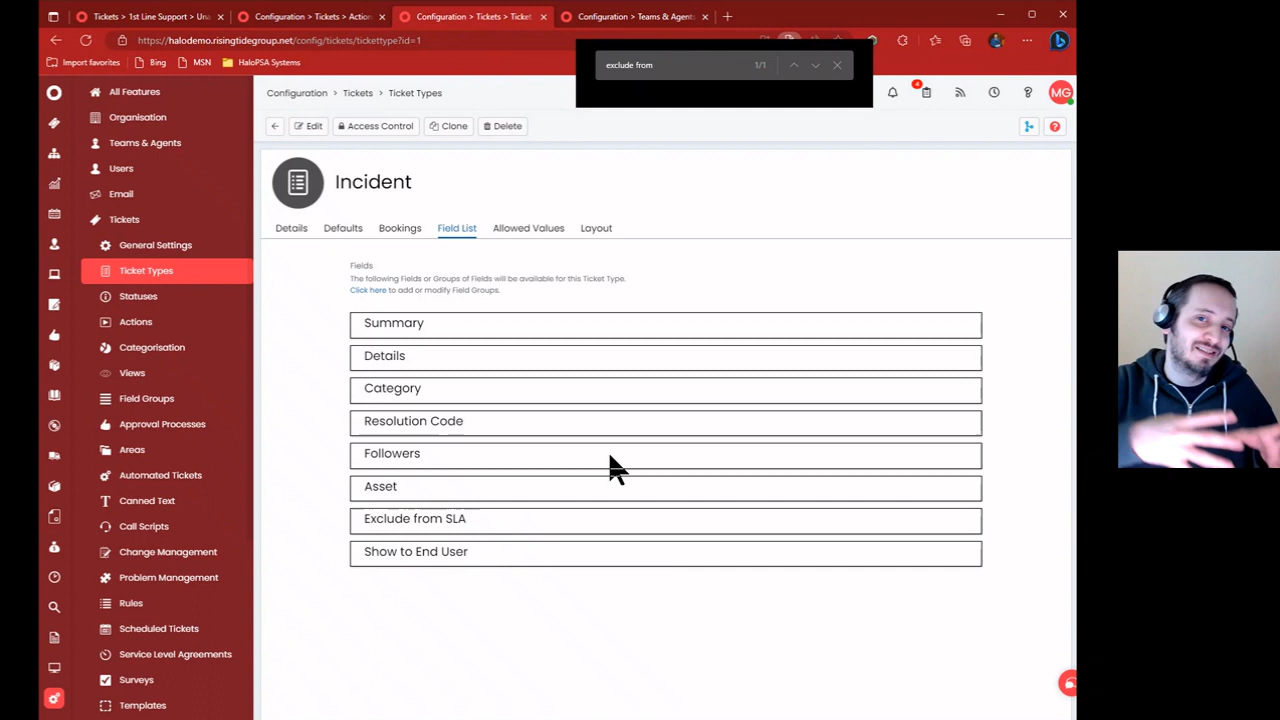 Tickets > 1st Line Support > Una
Configuration > Tickets > Action
Configuration > Tickets > Ticket
Configuration > Teams & Agents
https://halodemo.risingtidegroup.net/config/tickets/tickettype?id=1
Import favorites
Bing
MSN
HaloPSA Systems
exclude from
1/1
All Features
Organisation
Teams & Agents
Users
Email
Tickets
General Settings
Ticket Types
Statuses
Actions
Categorisation
Views
Field Groups
Approval Processes
Areas
Automated Tickets
Canned Text
Call Scripts
Change Management
Problem Management
Rules
Scheduled Tickets
Service Level Agreements
Surveys
Templates
Configuration > Tickets > Ticket Types
4
MG
Edit
Access Control
Clone
Delete
Incident
Details
Defaults
Bookings
Field List
Allowed Values
Layout
Fields
The following Fields or Groups of Fields will be available for this Ticket Type.
Click here to add or modify Field Groups.
Summary
Details
Category
Resolution Code
Followers
Asset
Exclude from SLA
Show to End User